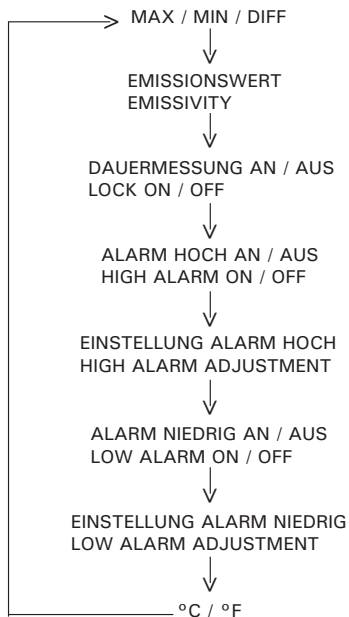 MAX / MIN / DIFF
EMISSIONSWERT
EMISSIVITY
DAUERMESSUNG AN / AUS
LOCK ON / OFF
ALARM HOCH AN / AUS
HIGH ALARM ON / OFF
EINSTELLUNG ALARM HOCH
HIGH ALARM ADJUSTMENT
ALARM NIEDRIG AN / AUS
LOW ALARM ON / OFF
EINSTELLUNG ALARM NIEDRIG
LOW ALARM ADJUSTMENT
ºC / ºF